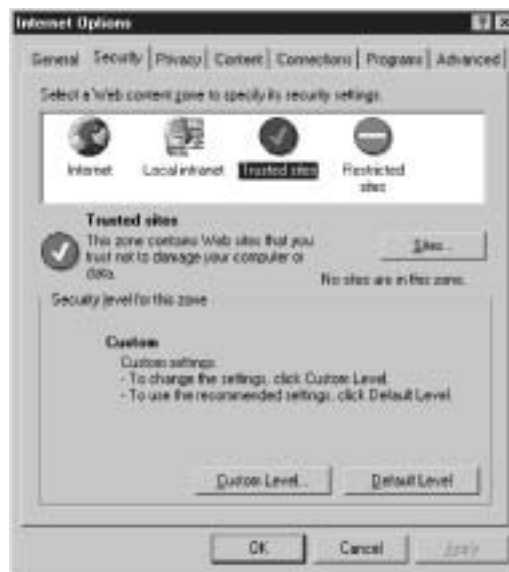 Internet Options
General Security Privacy Content Connections Programs Advanced
Select a Web content zone to specify its security settings.
Internet Local intranet Trusted sites Restricted sites
Trusted sites
This zone contains Web sites that you
trust not to damage your computer or
data.
Sites...
No sites are in this zone.
Security level for this zone
Custom
Custom settings.
- To change the settings, click Custom Level.
- To use the recommended settings, click Default Level.
Custom Level... Default Level
OK Cancel Apply